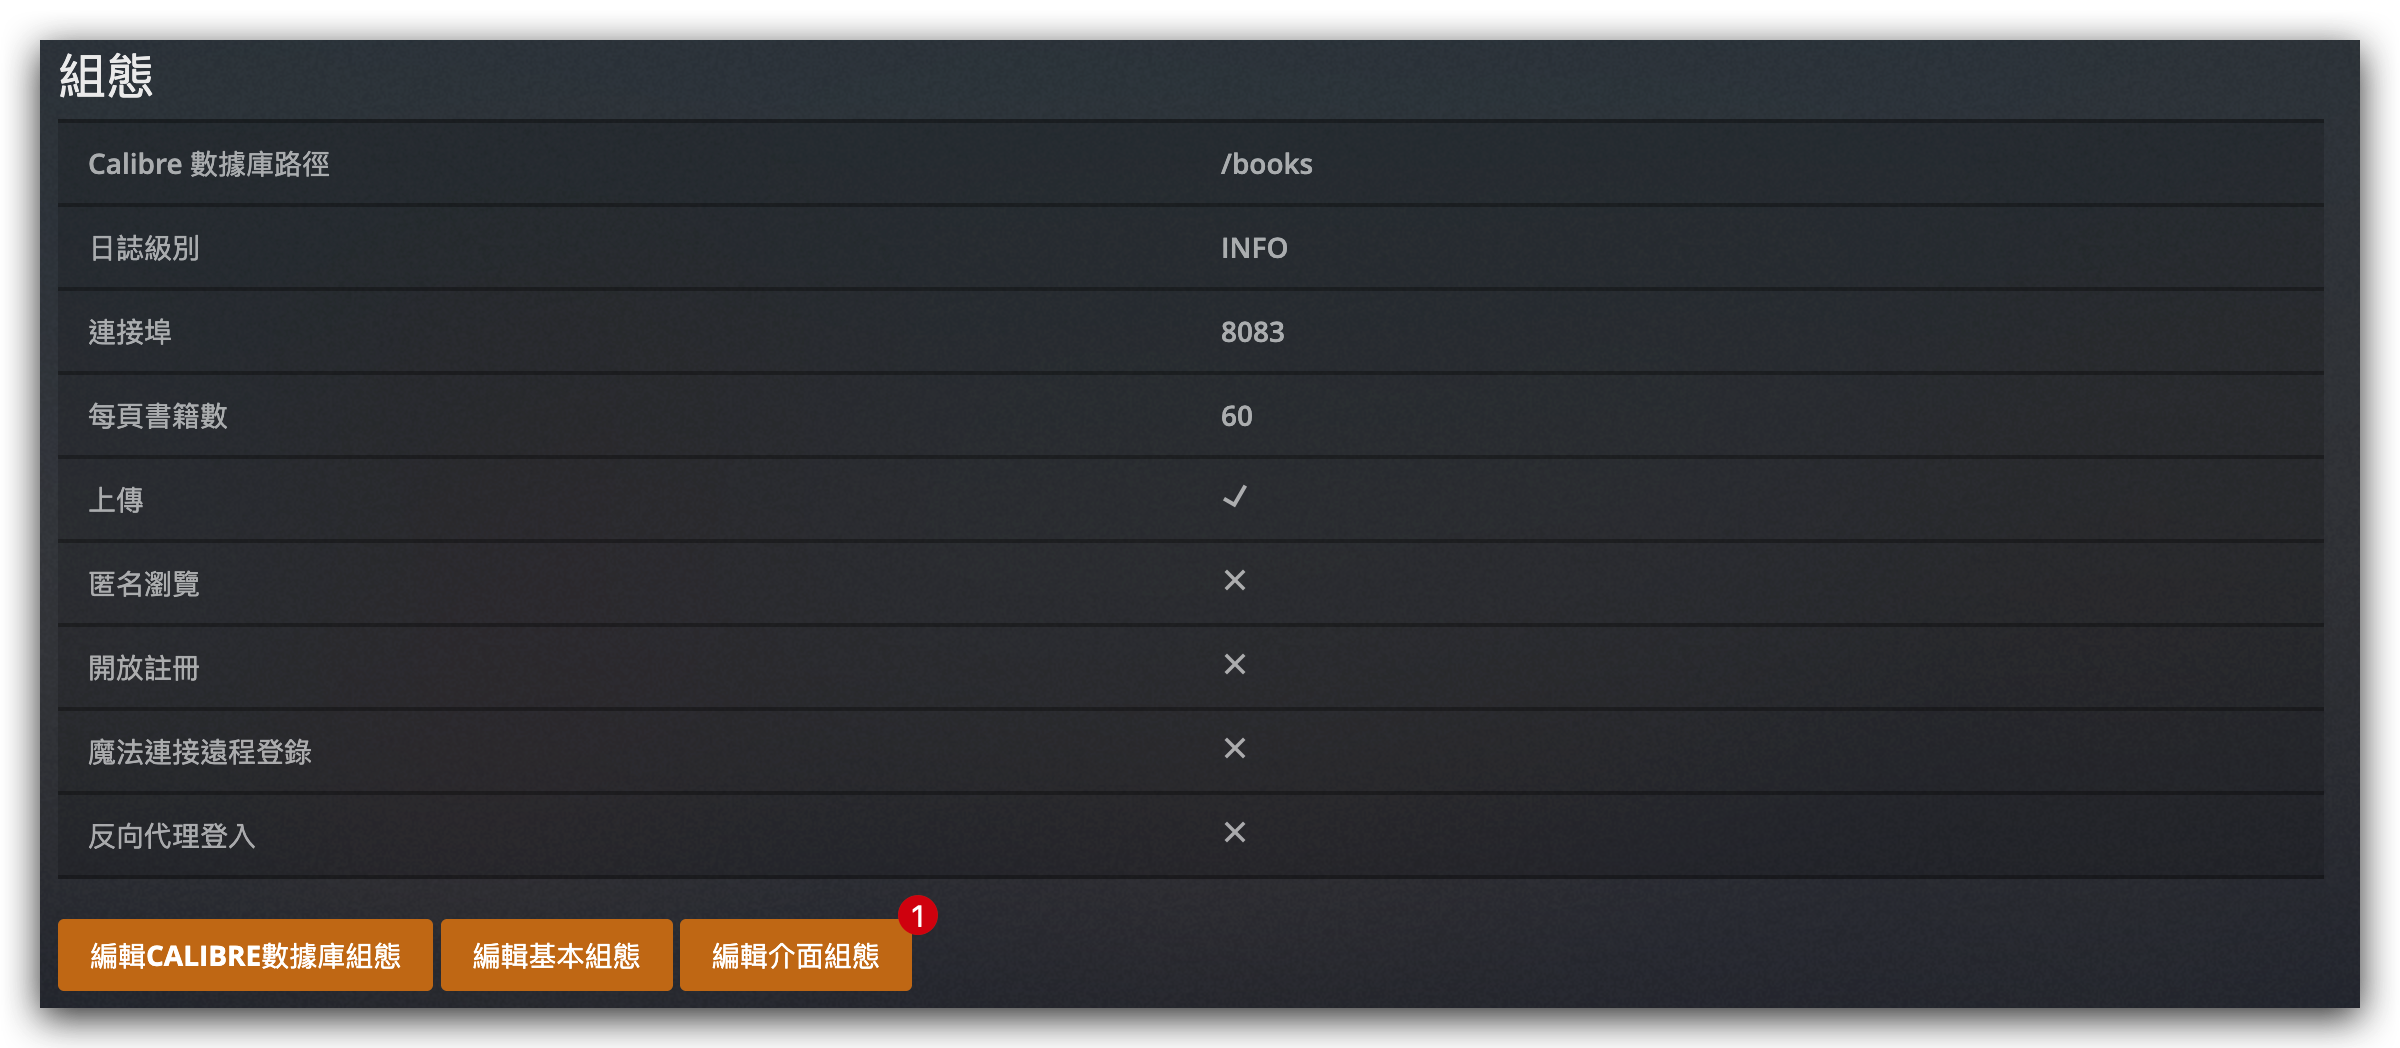 組態
Calibre 數據庫路徑 /books
日誌級別 INFO
連接埠 8083
每頁書籍數 60
上傳 ✓
匿名瀏覽 ✕
開放註冊 ✕
魔法連接遠程登錄 ✕
反向代理登入 ✕
1
編輯CALIBRE數據庫組態 編輯基本組態 編輯介面組態